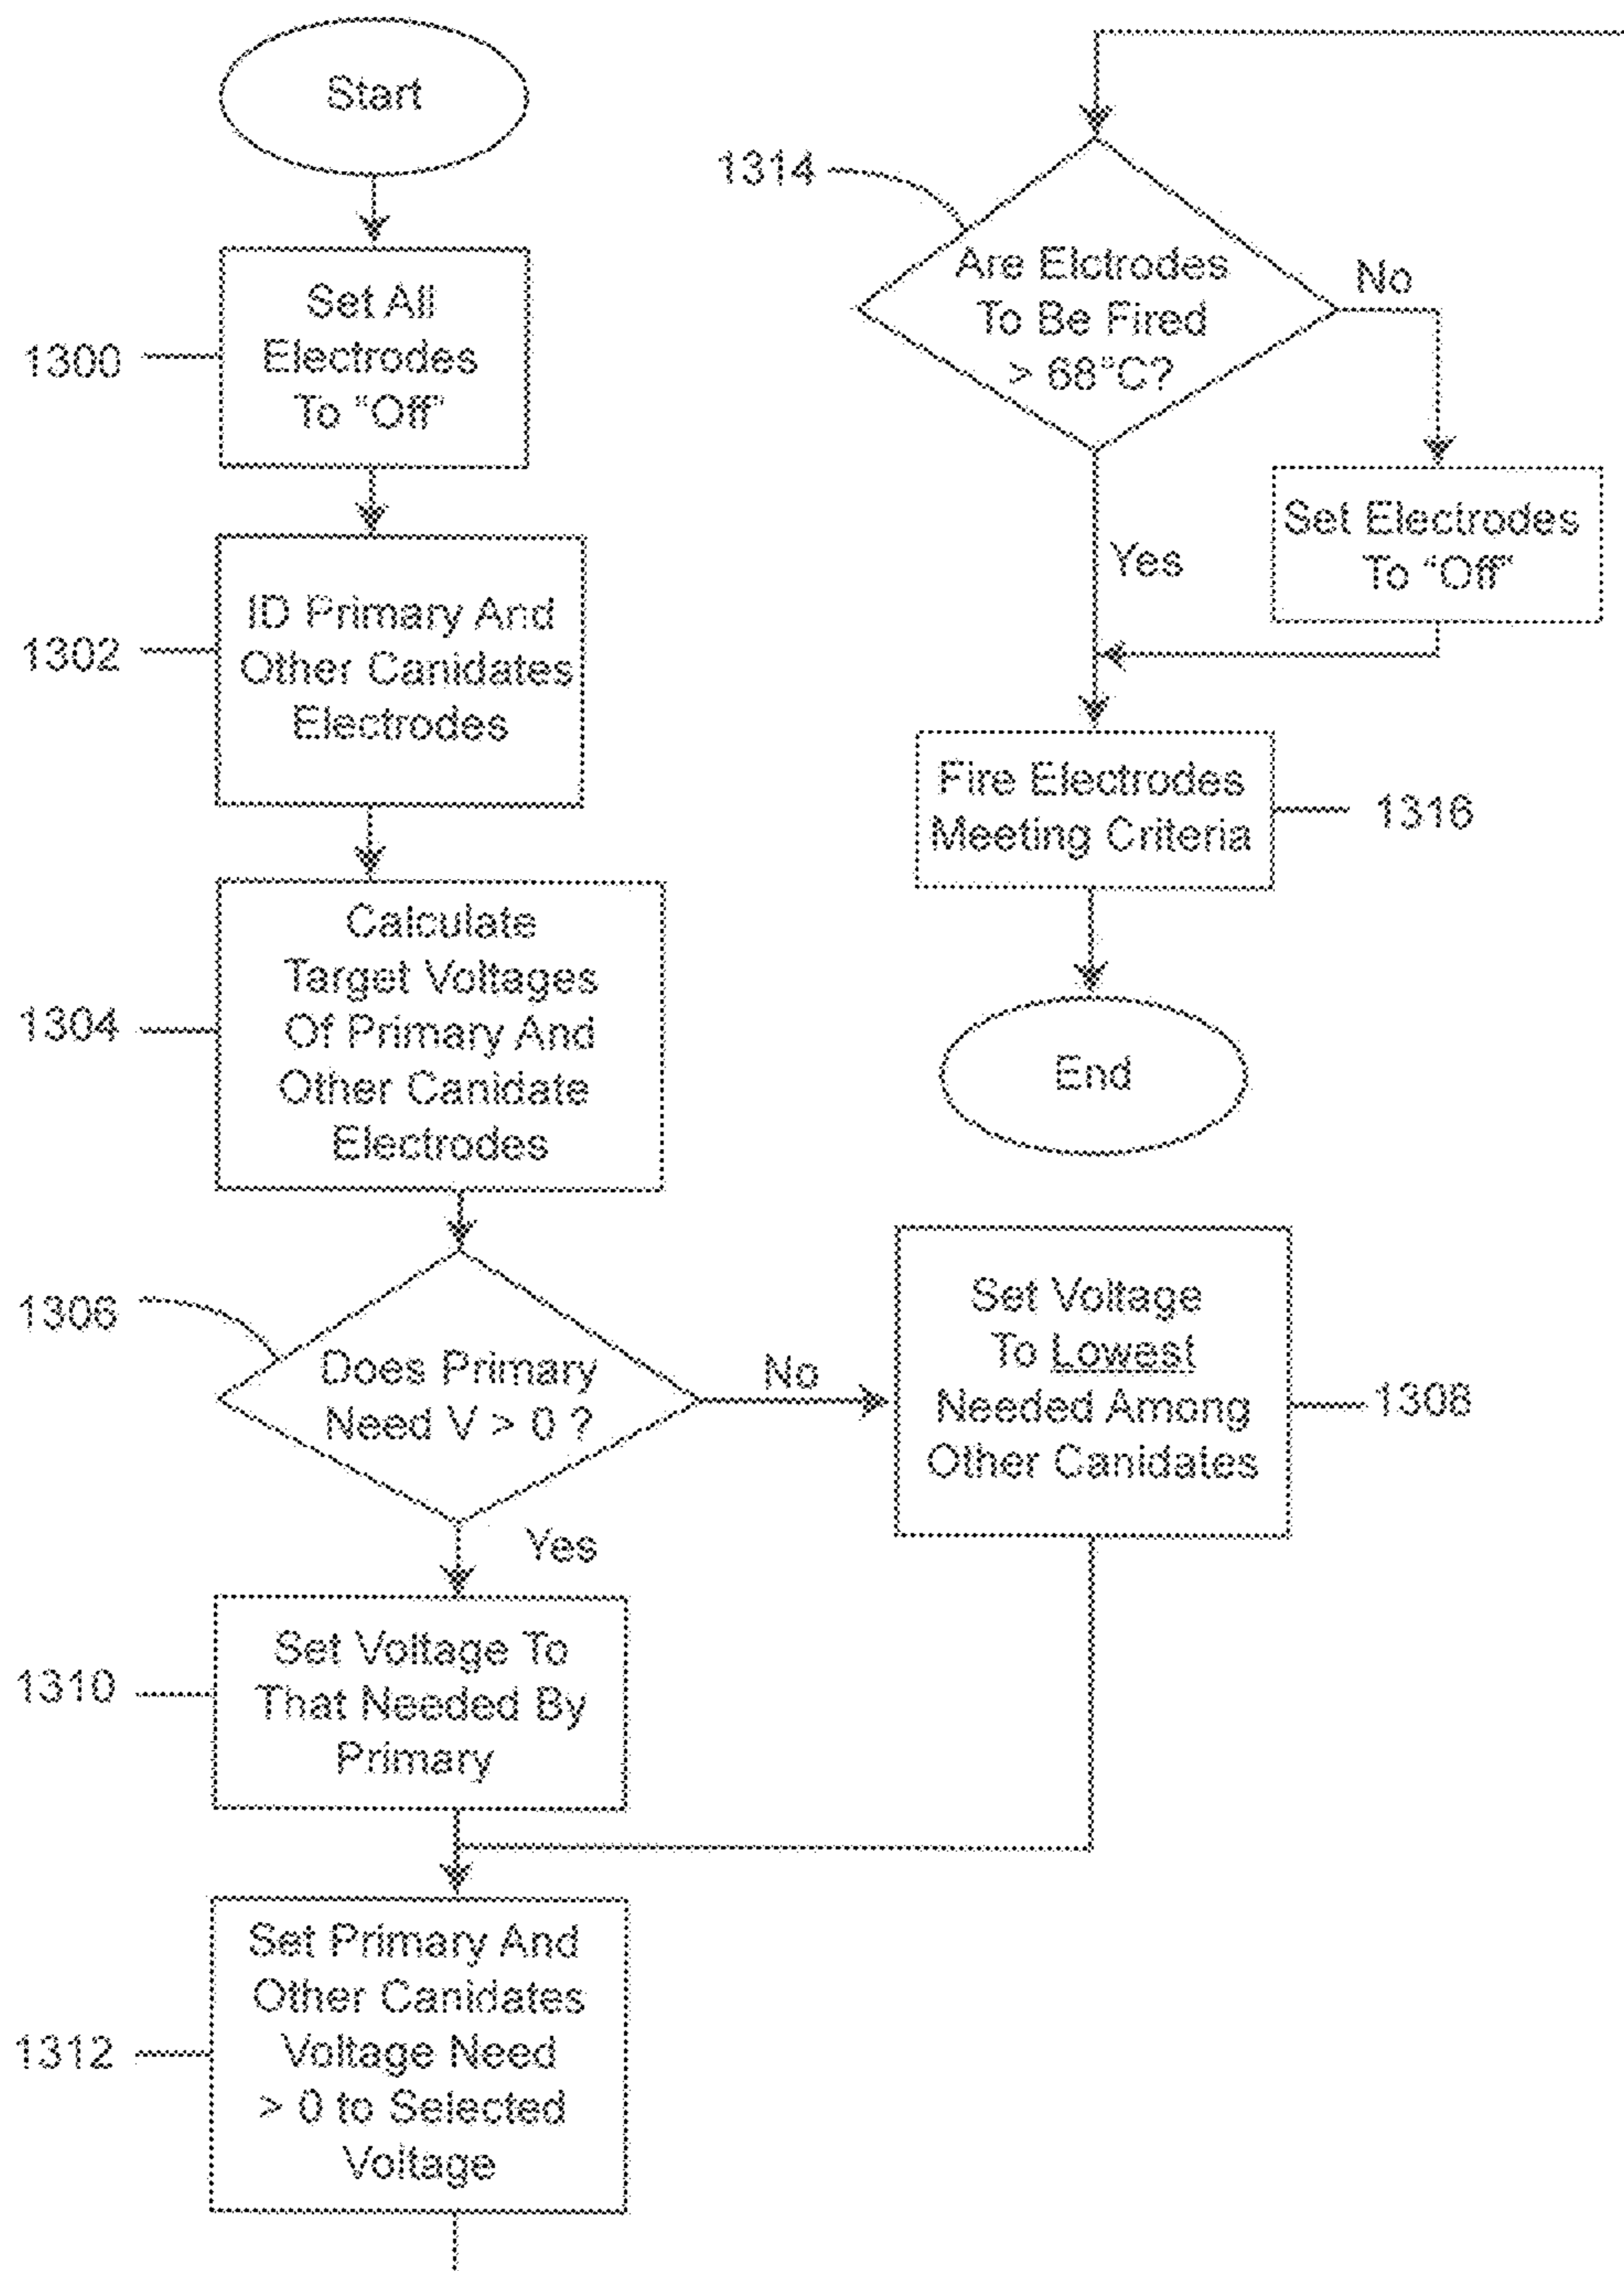 Start
1300
Set All
Electrodes
To “Off”
1302
ID Primary And
Other Canidates
Electrodes
1304
Calculate
Target Voltages
Of Primary And
Other Canidate
Electrodes
1306
Does Primary
Need V > 0 ?
No
Yes
Set Voltage
To Lowest
Needed Among
Other Canidates
1308
1310
Set Voltage To
That Needed By
Primary
1312
Set Primary And
Other Canidates
Voltage Need
> 0 to Selected
Voltage
1314
Are Elctrodes
To Be Fired
> 68°C?
No
Yes
Set Electrodes
To “Off”
Fire Electrodes
Meeting Criteria
1316
End